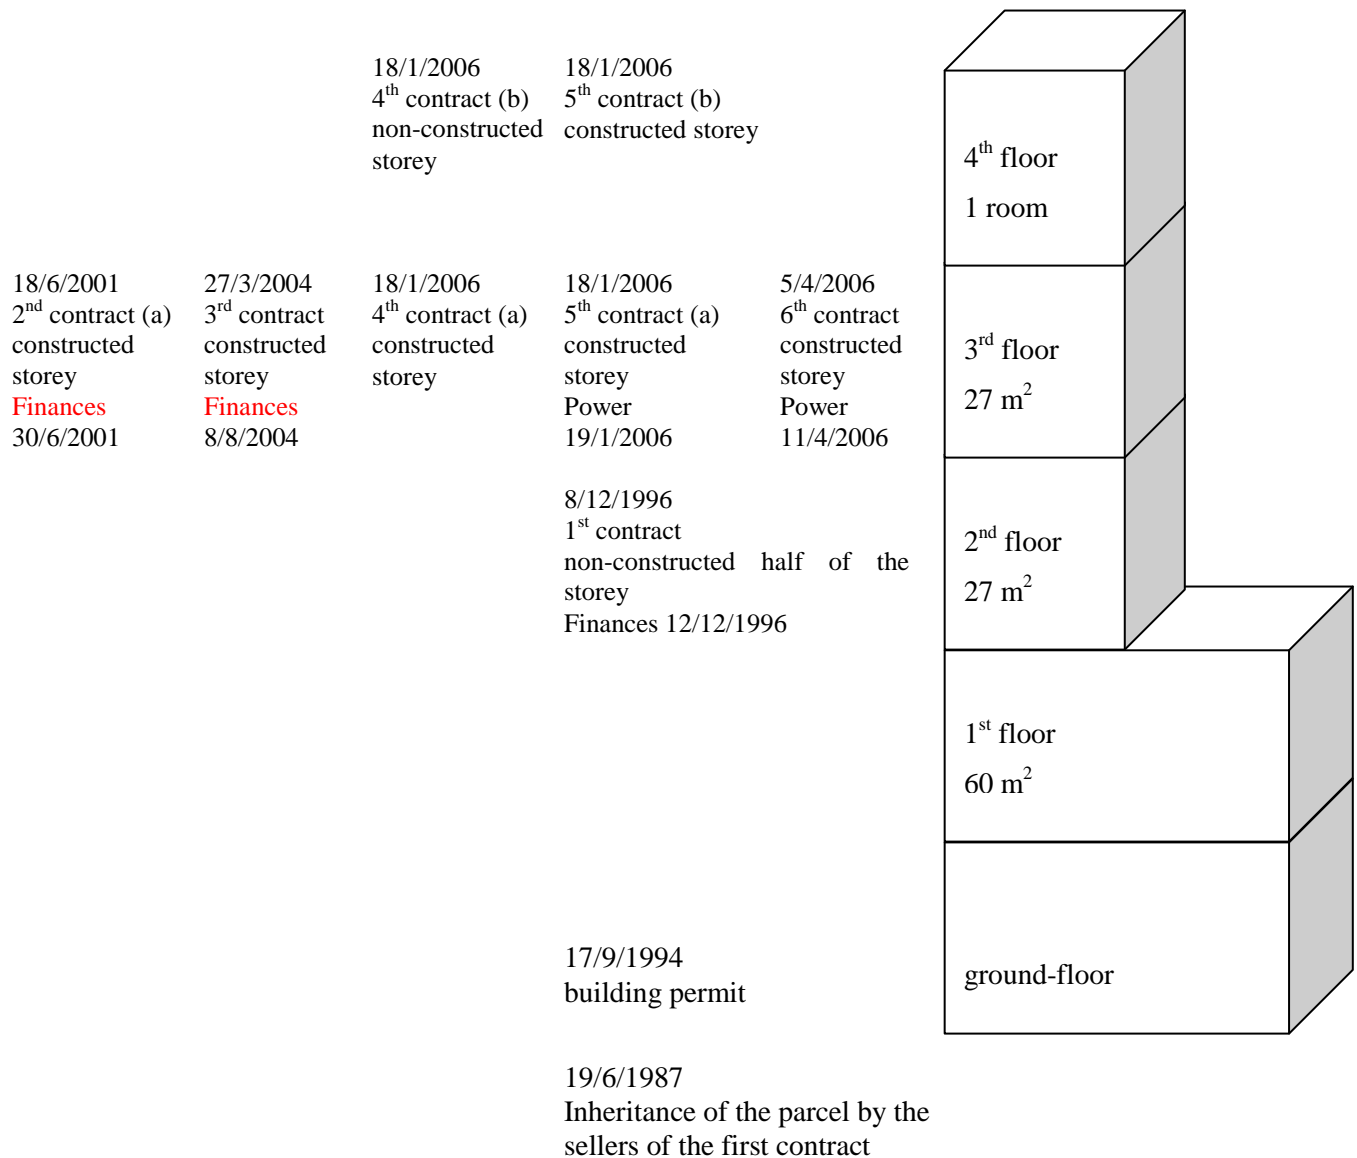 18/1/2006
4th contract (b)
non-constructed
storey
18/1/2006
5th contract (b)
constructed storey
4th floor
1 room
18/6/2001
2nd contract (a)
constructed
storey
Finances
30/6/2001
27/3/2004
3rd contract
constructed
storey
Finances
8/8/2004
18/1/2006
4th contract (a)
constructed
storey
18/1/2006
5th contract (a)
constructed
storey
Power
19/1/2006
5/4/2006
6th contract
constructed
storey
Power
11/4/2006
3rd floor
27 m2
8/12/1996
1st contract
non-constructed half of the
storey
Finances 12/12/1996
2nd floor
27 m2
1st floor
60 m2
17/9/1994
building permit
ground-floor
19/6/1987
Inheritance of the parcel by the
sellers of the first contract